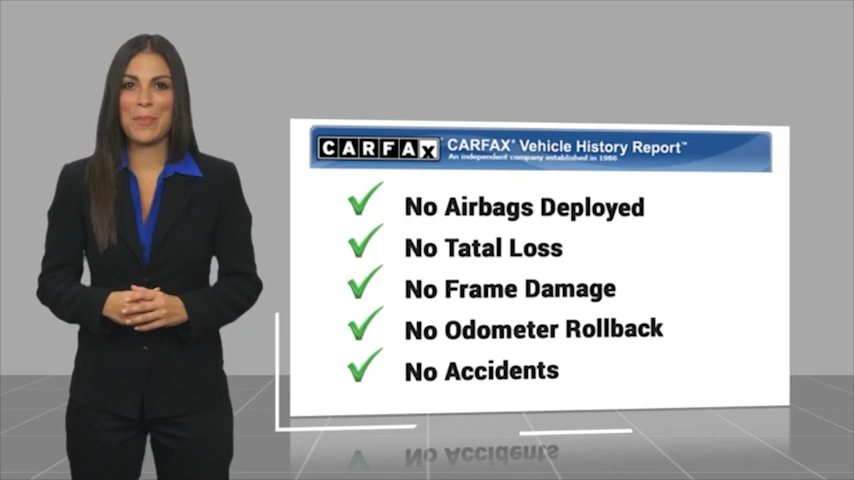 CARFAX CARFAX® Vehicle History Report™
An independent company established in 1986
No Airbags Deployed
No Tatal Loss
No Frame Damage
No Odometer Rollback
No Accidents
No Accidents